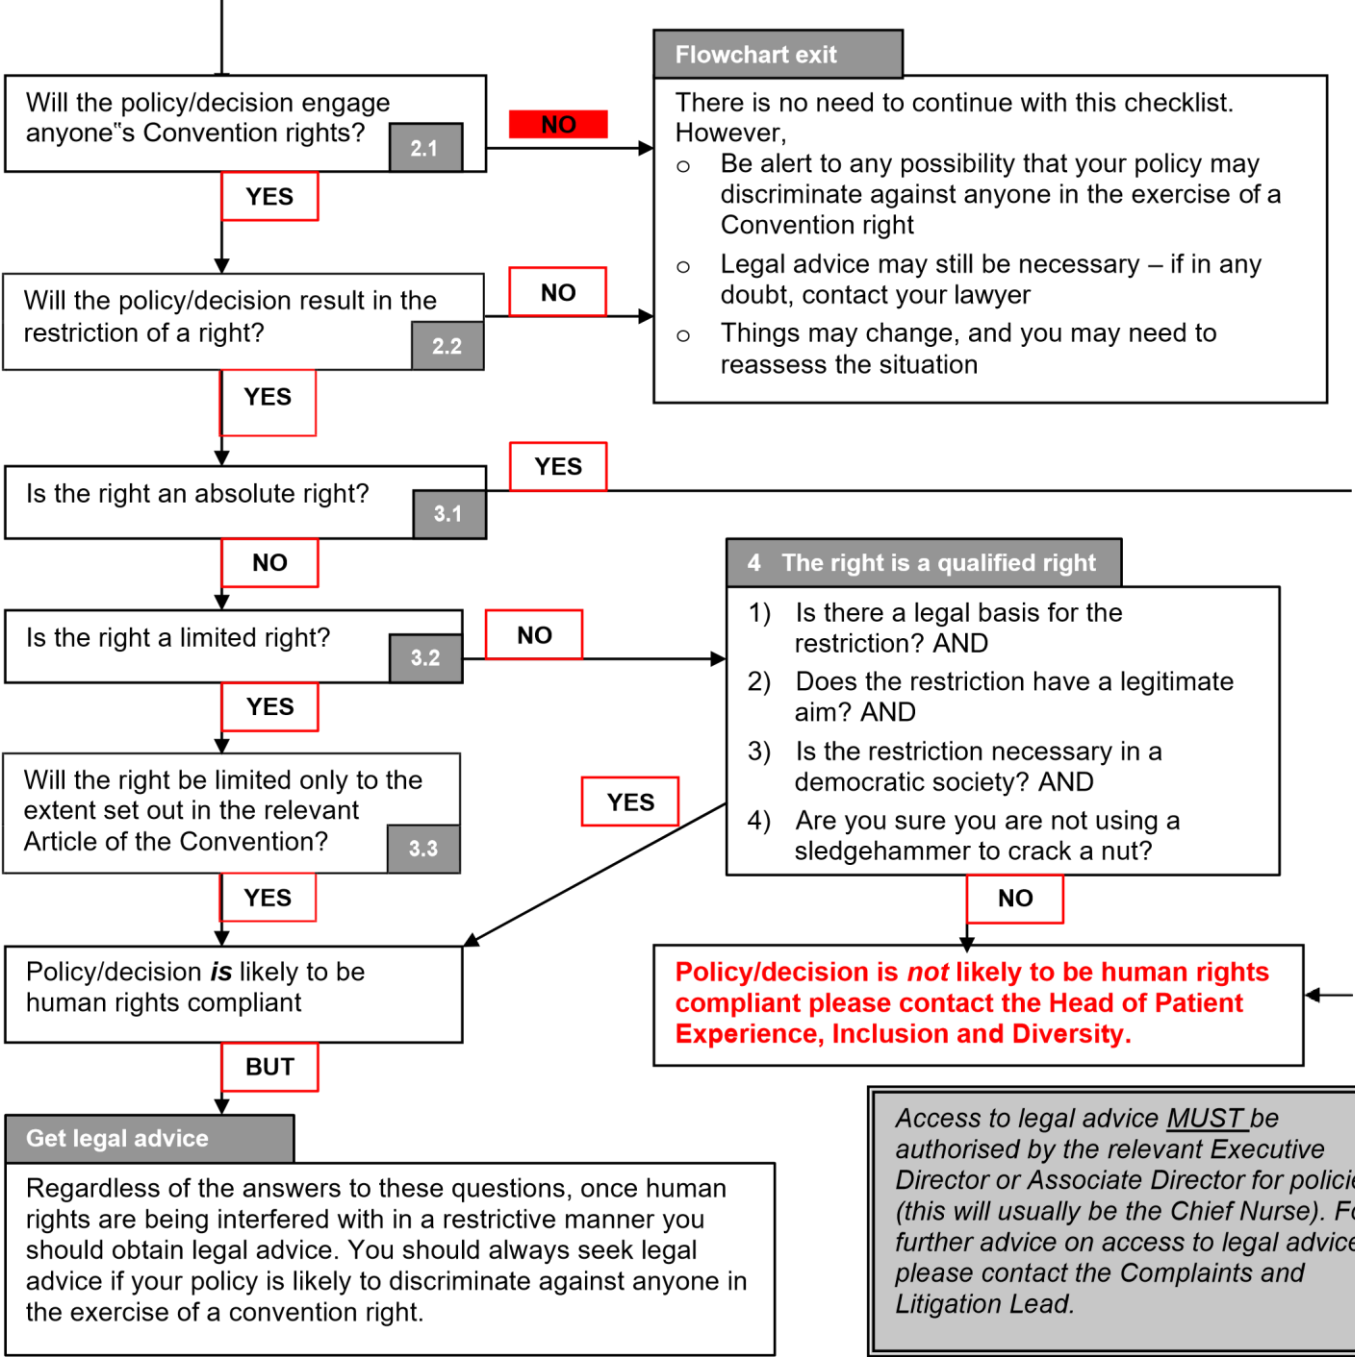 Will the policy/decision engage
anyone‟s Convention rights?
2.1
NO
YES
Flowchart exit
There is no need to continue with this checklist.
However,
o Be alert to any possibility that your policy may
discriminate against anyone in the exercise of a
Convention right
o Legal advice may still be necessary – if in any
doubt, contact your lawyer
o Things may change, and you may need to
reassess the situation
Will the policy/decision result in the
restriction of a right?
2.2
NO
YES
Is the right an absolute right?
3.1
YES
NO
Is the right a limited right?
3.2
NO
YES
4 The right is a qualified right
1) Is there a legal basis for the
restriction? AND
2) Does the restriction have a legitimate
aim? AND
3) Is the restriction necessary in a
democratic society? AND
4) Are you sure you are not using a
sledgehammer to crack a nut?
YES
NO
Will the right be limited only to the
extent set out in the relevant
Article of the Convention?
3.3
YES
Policy/decision is likely to be
human rights compliant
BUT
Policy/decision is not likely to be human rights
compliant please contact the Head of Patient
Experience, Inclusion and Diversity.
Get legal advice
Regardless of the answers to these questions, once human
rights are being interfered with in a restrictive manner you
should obtain legal advice. You should always seek legal
advice if your policy is likely to discriminate against anyone in
the exercise of a convention right.
Access to legal advice MUST be
authorised by the relevant Executive
Director or Associate Director for
(this will usually be the Chief Nurse).
further advice on access to legal advice
please contact the Complaints and
Litigation Lead.